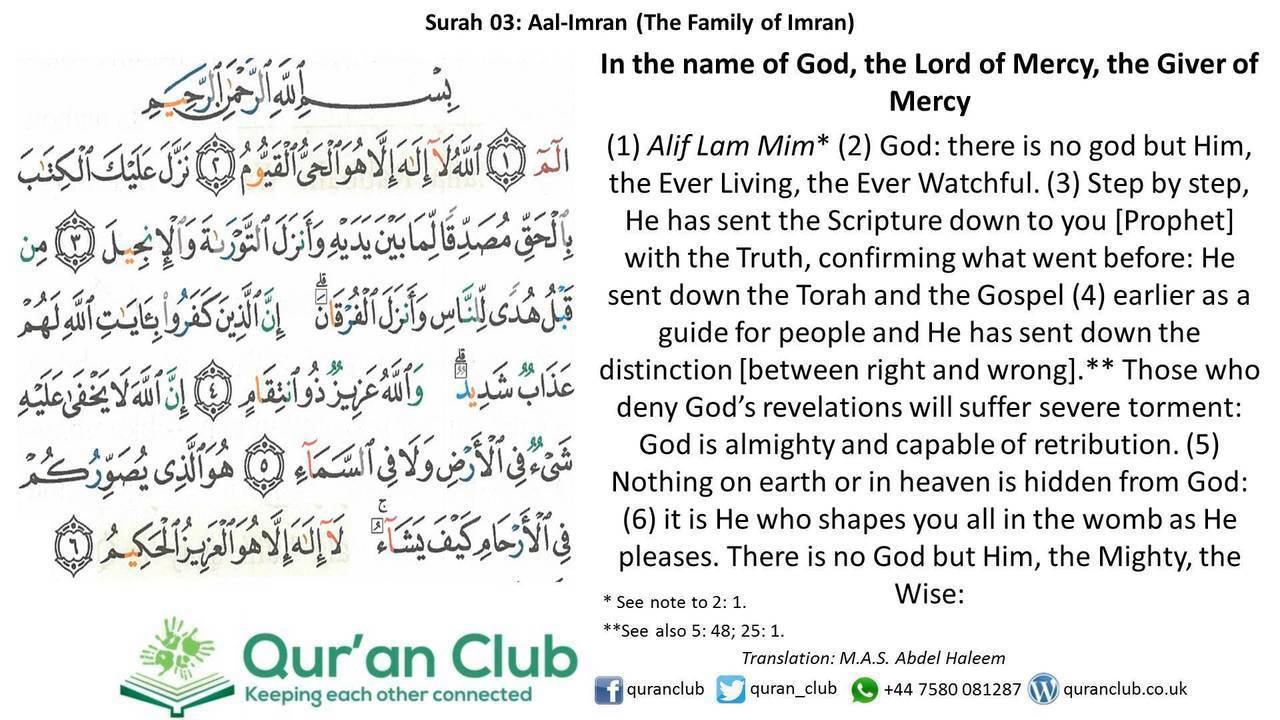 Surah 03: Aal-Imran (The Family of Imran)
بِسْمِ ٱللَّهِ ٱلرَّحْمَٰنِ ٱلرَّحِيمِ
الٓمٓ ١ ٱللَّهُ لَآ إِلَٰهَ إِلَّا هُوَ ٱلْحَىُّ ٱلْقَيُّومُ ٢ نَزَّلَ عَلَيْكَ ٱلْكِتَٰبَ
بِٱلْحَقِّ مُصَدِّقًا لِّمَا بَيْنَ يَدَيْهِ وَأَنزَلَ ٱلتَّوْرَىٰةَ وَٱلْإِنجِيلَ ٣ مِن
قَبْلُ هُدًى لِّلنَّاسِ وَأَنزَلَ ٱلْفُرْقَانَ ۗ إِنَّ ٱلَّذِينَ كَفَرُوا۟ بِـَٔايَٰتِ ٱللَّهِ لَهُمْ
عَذَابٌ شَدِيدٌ ۗ وَٱللَّهُ عَزِيزٌ ذُو ٱنتِقَامٍ ٤ إِنَّ ٱللَّهَ لَا يَخْفَىٰ عَلَيْهِ
شَىْءٌ فِى ٱلْأَرْضِ وَلَا فِى ٱلسَّمَآءِ ٥ هُوَ ٱلَّذِى يُصَوِّرُكُمْ
فِى ٱلْأَرْحَامِ كَيْفَ يَشَآءُ ۚ لَآ إِلَٰهَ إِلَّا هُوَ ٱلْعَزِيزُ ٱلْحَكِيمُ ٦
In the name of God, the Lord of Mercy, the Giver of
Mercy
(1) Alif Lam Mim* (2) God: there is no god but Him,
the Ever Living, the Ever Watchful. (3) Step by step,
He has sent the Scripture down to you [Prophet]
with the Truth, confirming what went before: He
sent down the Torah and the Gospel (4) earlier as a
guide for people and He has sent down the
distinction [between right and wrong].** Those who
deny God’s revelations will suffer severe torment:
God is almighty and capable of retribution. (5)
Nothing on earth or in heaven is hidden from God:
(6) it is He who shapes you all in the womb as He
pleases. There is no God but Him, the Mighty, the
Wise:
* See note to 2: 1.
**See also 5: 48; 25: 1.
Translation: M.A.S. Abdel Haleem
Qur’an Club
Keeping each other connected
quranclub quran_club +44 7580 081287 quranclub.co.uk